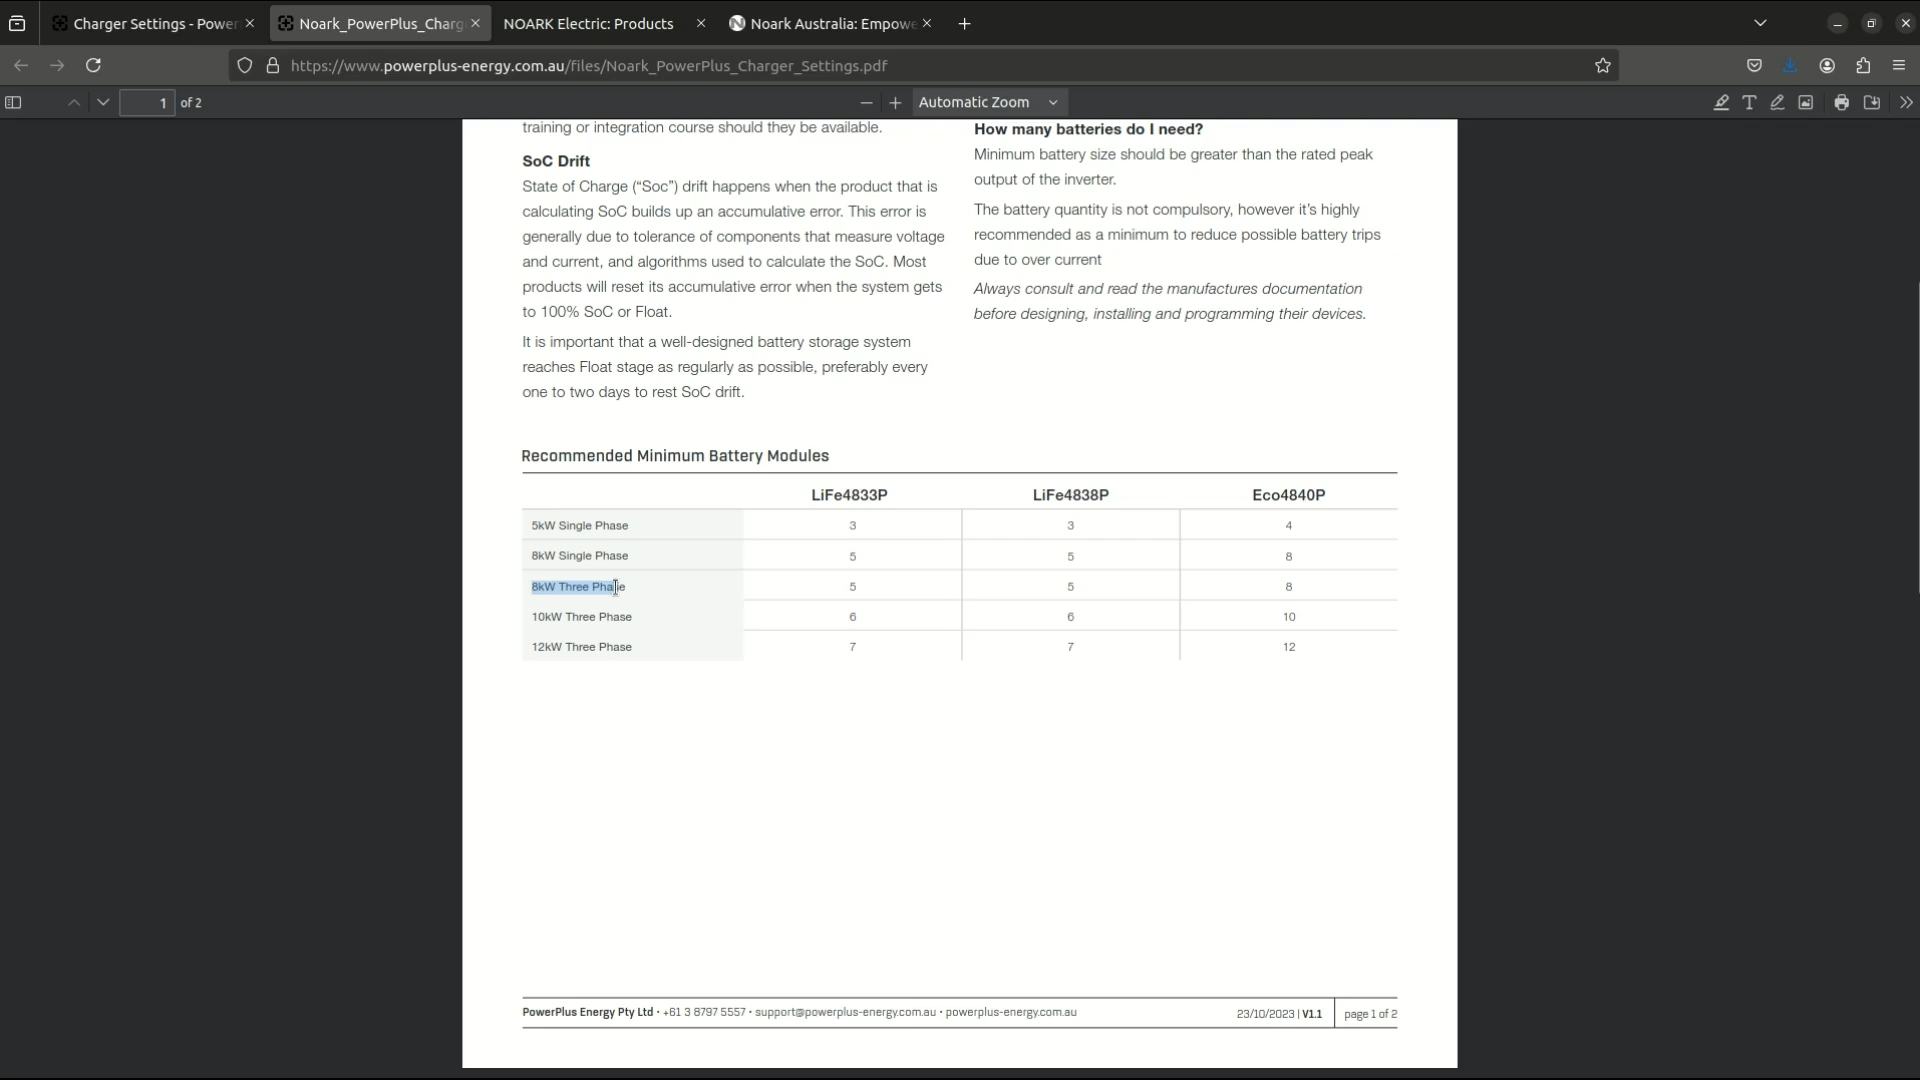 Charger Settings - Power
Noark_PowerPlus_Charg
NOARK Electric: Products
Noark Australia: Empowe
https://www.powerplus-energy.com.au/files/Noark_PowerPlus_Charger_Settings.pdf
1 of 2
Automatic Zoom
training or integration course should they be available.
SoC Drift
State of Charge (“Soc”) drift happens when the product that is
calculating SoC builds up an accumulative error. This error is
generally due to tolerance of components that measure voltage
and current, and algorithms used to calculate the SoC. Most
products will reset its accumulative error when the system gets
to 100% SoC or Float.
It is important that a well-designed battery storage system
reaches Float stage as regularly as possible, preferably every
one to two days to rest SoC drift.
How many batteries do I need?
Minimum battery size should be greater than the rated peak
output of the inverter.
The battery quantity is not compulsory, however it’s highly
recommended as a minimum to reduce possible battery trips
due to over current
Always consult and read the manufactures documentation
before designing, installing and programming their devices.
Recommended Minimum Battery Modules
LiFe4833P LiFe4838P Eco4840P
5kW Single Phase 3 3 4
8kW Single Phase 5 5 8
8kW Three Phase 5 5 8
10kW Three Phase 6 6 10
12kW Three Phase 7 7 12
PowerPlus Energy Pty Ltd • +61 3 8797 5557 • support@powerplus-energy.com.au • powerplus-energy.com.au
23/10/2023 | V1.1 page 1 of 2